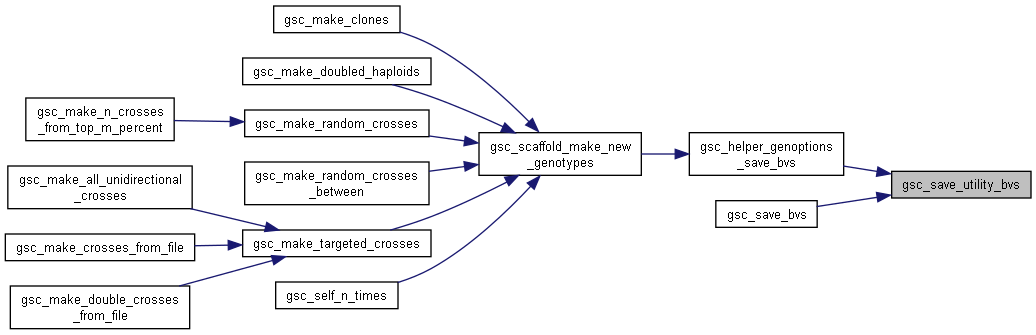 gsc_make_clones
gsc_make_doubled_haploids
gsc_make_n_crosses
_from_top_m_percent
gsc_make_random_crosses
gsc_scaffold_make_new
_genotypes
gsc_helper_genoptions
_save_bvs
gsc_make_all_unidirectional
_crosses
gsc_make_random_crosses
_between
gsc_save_utility_bvs
gsc_save_bvs
gsc_make_crosses_from_file
gsc_make_targeted_crosses
gsc_make_double_crosses
_from_file
gsc_self_n_times